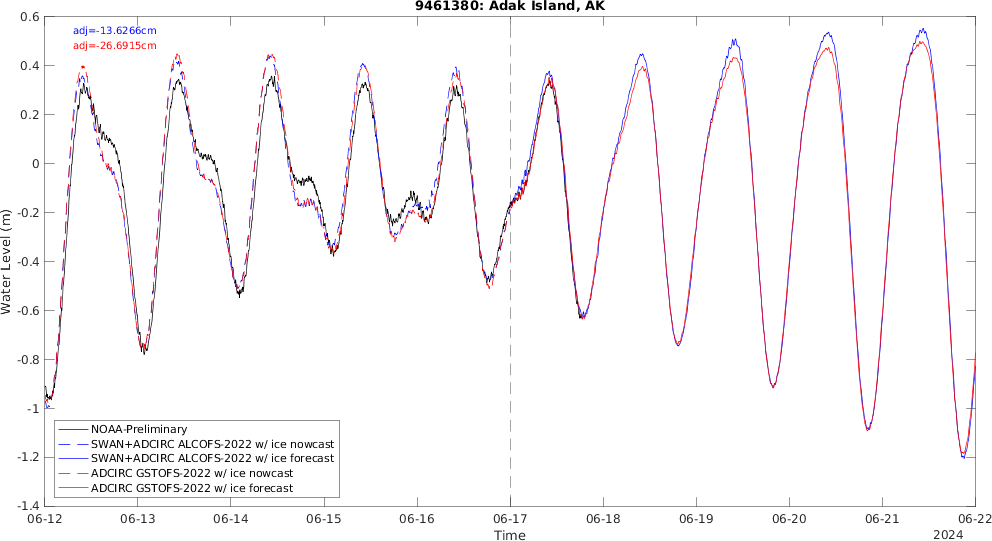 9461380: Adak Island, AK
adj=-13.6266cm
adj=-26.6915cm
0.6
0.4
0.2
0
-0.2
-0.4
-0.6
-0.8
-1
-1.2
-1.4
Water Level (m)
NOAA-Preliminary
SWAN+ADCIRC ALCOFS-2022 w/ ice nowcast
SWAN+ADCIRC ALCOFS-2022 w/ ice forecast
ADCIRC GSTOFS-2022 w/ ice nowcast
ADCIRC GSTOFS-2022 w/ ice forecast
06-12 06-13 06-14 06-15 06-16 06-17 06-18 06-19 06-20 06-21 06-22
Time
2024